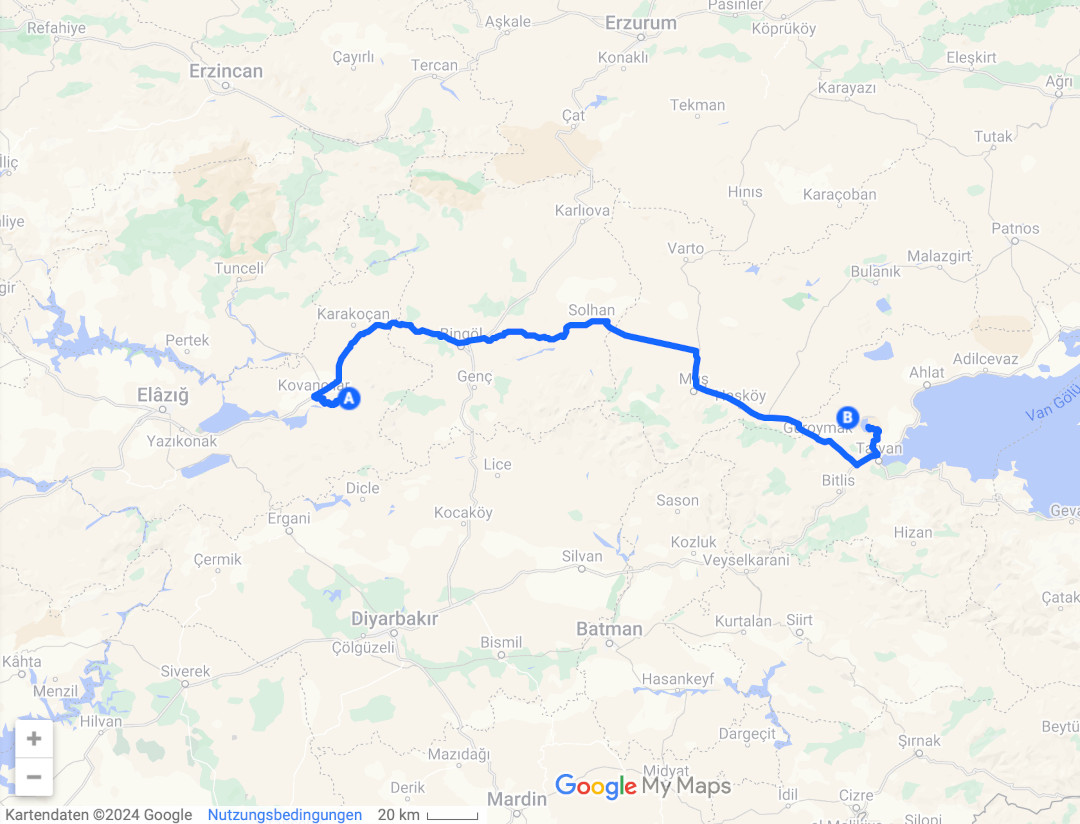 Refahiye
Aşkale
Erzurum
Pasinler
Köprüköy
Çayırlı
Tercan
Konaklı
Eleşkirt
Erzincan
Ağrı
Karayazı
Tekman
Çat
Tutak
İliç
Hınıs
Karaçoban
Karlıova
Patnos
Varto
Malazgirt
Bulanık
Tunceli
Solhan
Karakoçan
Bingöl
Pertek
Adilcevaz
Ahlat
Kovancılar
Genç
Muş
Hasköy
Elâzığ
A
B
Van Gölü
Güroymak
Yazıkonak
Tatvan
Lice
Bitlis
Dicle
Sason
Kocaköy
Ergani
Hizan
Kozluk
Silvan
Çermik
Veyselkarani
Çatak
Diyarbakır
Kurtalan
Siirt
Batman
Bismil
Çölgüzeli
Kâhta
Siverek
Hasankeyf
Menzil
Hilvan
Dargeçit
Beytü
Şırnak
Mazıdağı
Midyat
Google My Maps
Derik
Mardin
İdil
Cizre
Silopi
Kartendaten ©2024 Google Nutzungsbedingungen 20 km